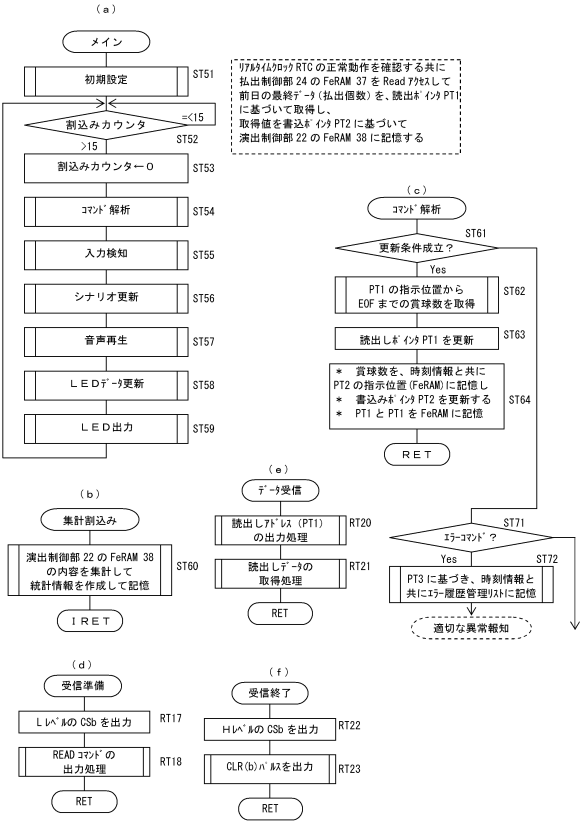 (a)
メイン
初期設定
ST51
ﾘｱﾙﾀｲﾑｸﾛｯｸ RTC の正常動作を確認する共に
払出制御部 24 の FeRAM 37 を Read ｱｸｾｽして
前日の最終データ(払出個数)を、読出ﾎﾟｲﾝﾀ PT1
に基づいて取得し、
取得値を書込ﾎﾟｲﾝﾀ PT2 に基づいて
演出制御部 22 の FeRAM 38 に記憶する
割込みカウンタ
=<15
ST52
>15
割込みカウンタ←0
ST53
ｺﾏﾝﾄﾞ解析
ST54
入力検知
ST55
シナリオ更新
ST56
音声再生
ST57
ＬＥＤﾃﾞｰﾀ更新
ST58
ＬＥＤ出力
ST59
(c)
ｺﾏﾝﾄﾞ解析
ST61
更新条件成立？
Yes
PT1 の指示位置から
EOF までの賞球数を取得
ST62
読出しﾎﾟｲﾝﾀ PT1 を更新
ST63
* 賞球数を、時刻情報と共に
PT2 の指示位置(FeRAM)に記憶し
* 書込みﾎﾟｲﾝﾀ PT2 を更新する
* PT1 と PT1 を FeRAM に記憶
ST64
ＲＥＴ
(b)
集計割込み
演出制御部 22 の FeRAM 38
の内容を集計して
統計情報を作成して記憶
ST60
ＩＲＥＴ
(e)
ﾃﾞｰﾀ受信
読出しｱﾄﾞﾚｽ (PT1)
の出力処理
RT20
読出しﾃﾞｰﾀの
取得処理
RT21
RET
ST71
ｴﾗｰｺﾏﾝﾄﾞ？
Yes
ST72
PT3 に基づき、時刻情報と
共にｴﾗｰ履歴管理ﾘｽﾄに記憶
適切な異常報知
(d)
受信準備
Lﾚﾍﾞﾙの CSb を出力
RT17
READ ｺﾏﾝﾄﾞの
出力処理
RT18
RET
(f)
受信終了
Hﾚﾍﾞﾙの CSb を出力
RT22
CLR(b)ﾊﾟﾙｽを出力
RT23
RET